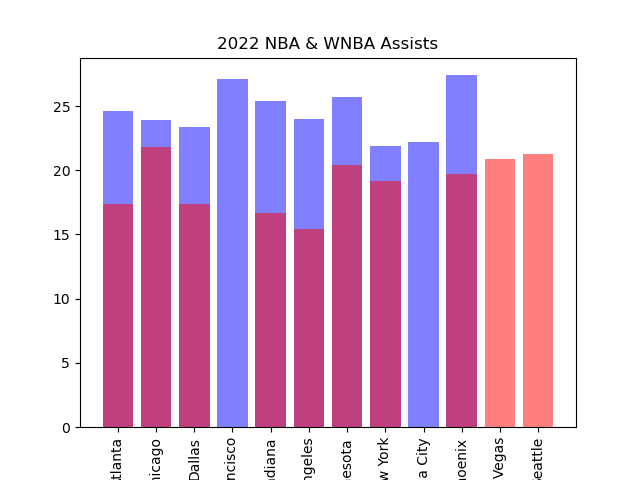 2022 NBA & WNBA Assists
25
20
15
10
5
0
tlanta
hicago
Dallas
ncisco
diana
ngeles
esota
w York
a City
hoenix
Vegas
eattle